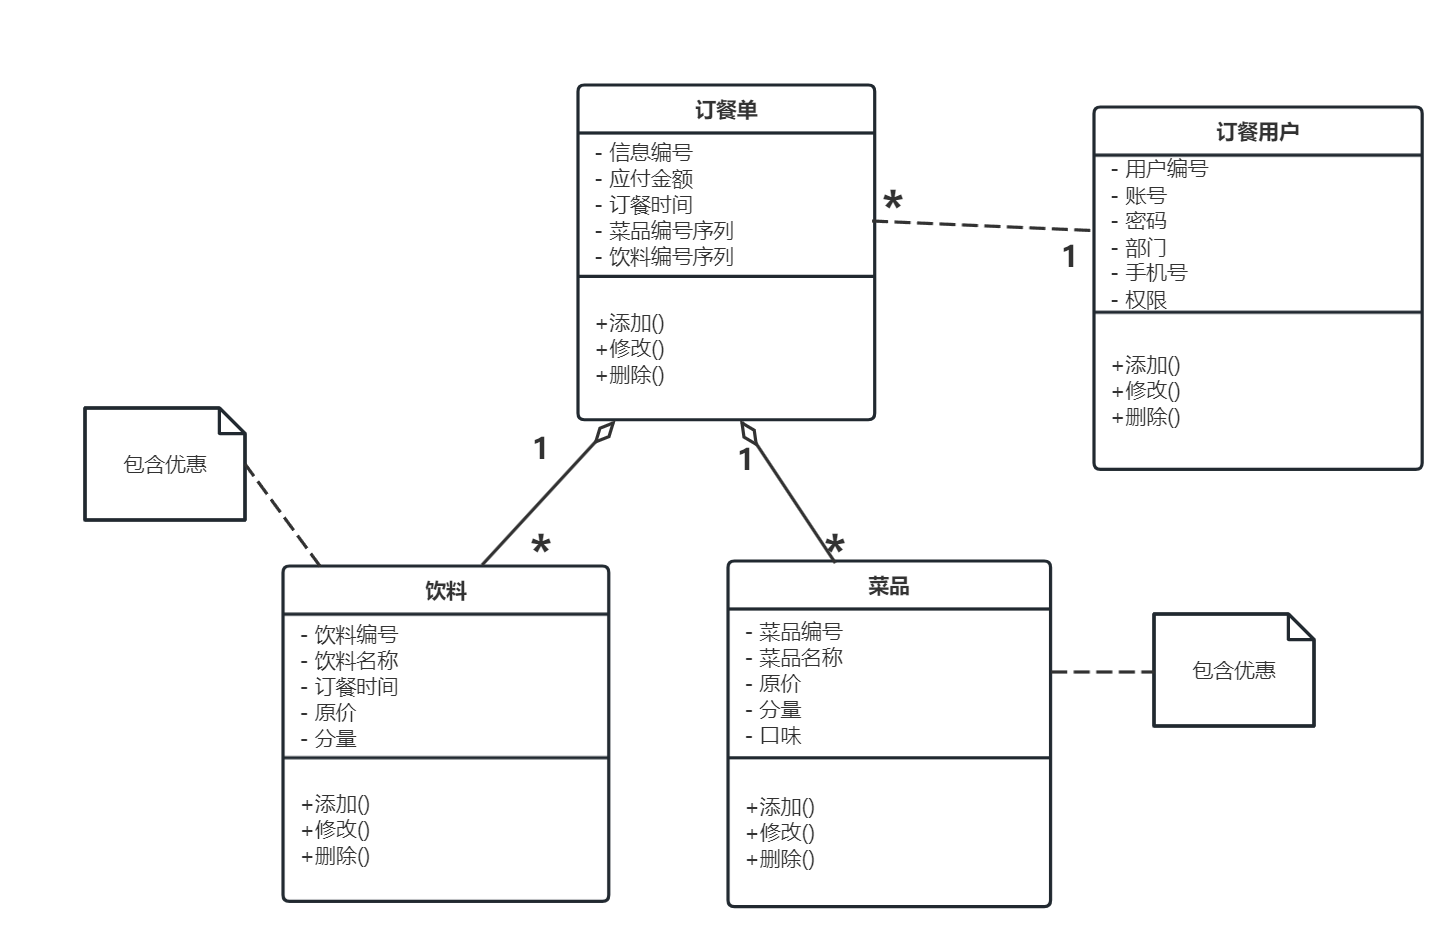 订餐单
- 信息编号
- 应付金额
- 订餐时间
- 菜品编号序列
- 饮料编号序列
+添加()
+修改()
+删除()
*
1
订餐用户
- 用户编号
- 账号
- 密码
- 部门
- 手机号
- 权限
+添加()
+修改()
+删除()
包含优惠
1
*
1
*
饮料
- 饮料编号
- 饮料名称
- 订餐时间
- 原价
- 分量
+添加()
+修改()
+删除()
菜品
- 菜品编号
- 菜品名称
- 原价
- 分量
- 口味
+添加()
+修改()
+删除()
包含优惠